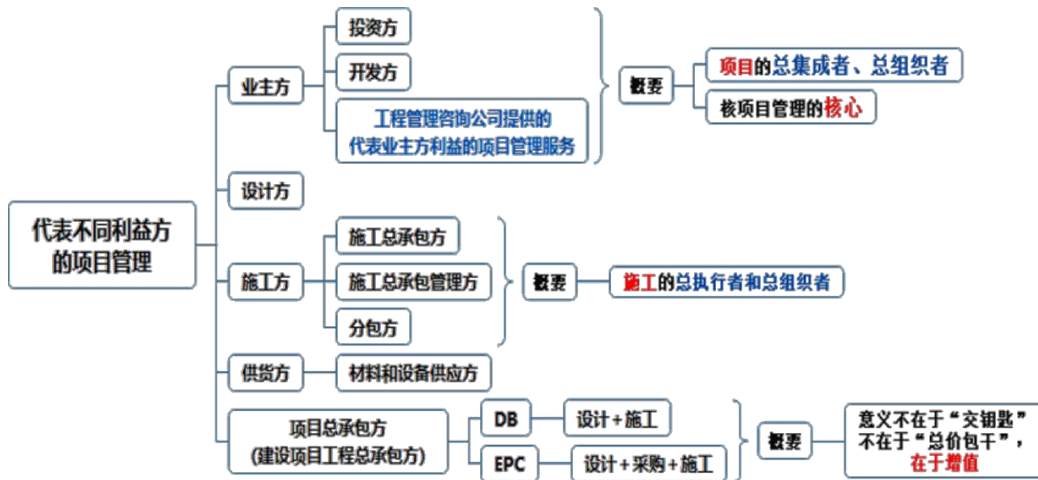 代表不同利益方
的项目管理
业主方
投资方
开发方
工程管理咨询公司提供的
代表业主方利益的项目管理服务
概要
项目的总集成者、总组织者
核项目管理的核心
设计方
施工方
施工总承包方
施工总承包管理方
分包方
概要
施工的总执行者和总组织者
供货方
材料和设备供应方
项目总承包方
(建设项目工程总承包方)
DB
设计+施工
EPC
设计+采购+施工
概要
意义不在于“交钥匙”
不在于“总价包干”,
在于增值